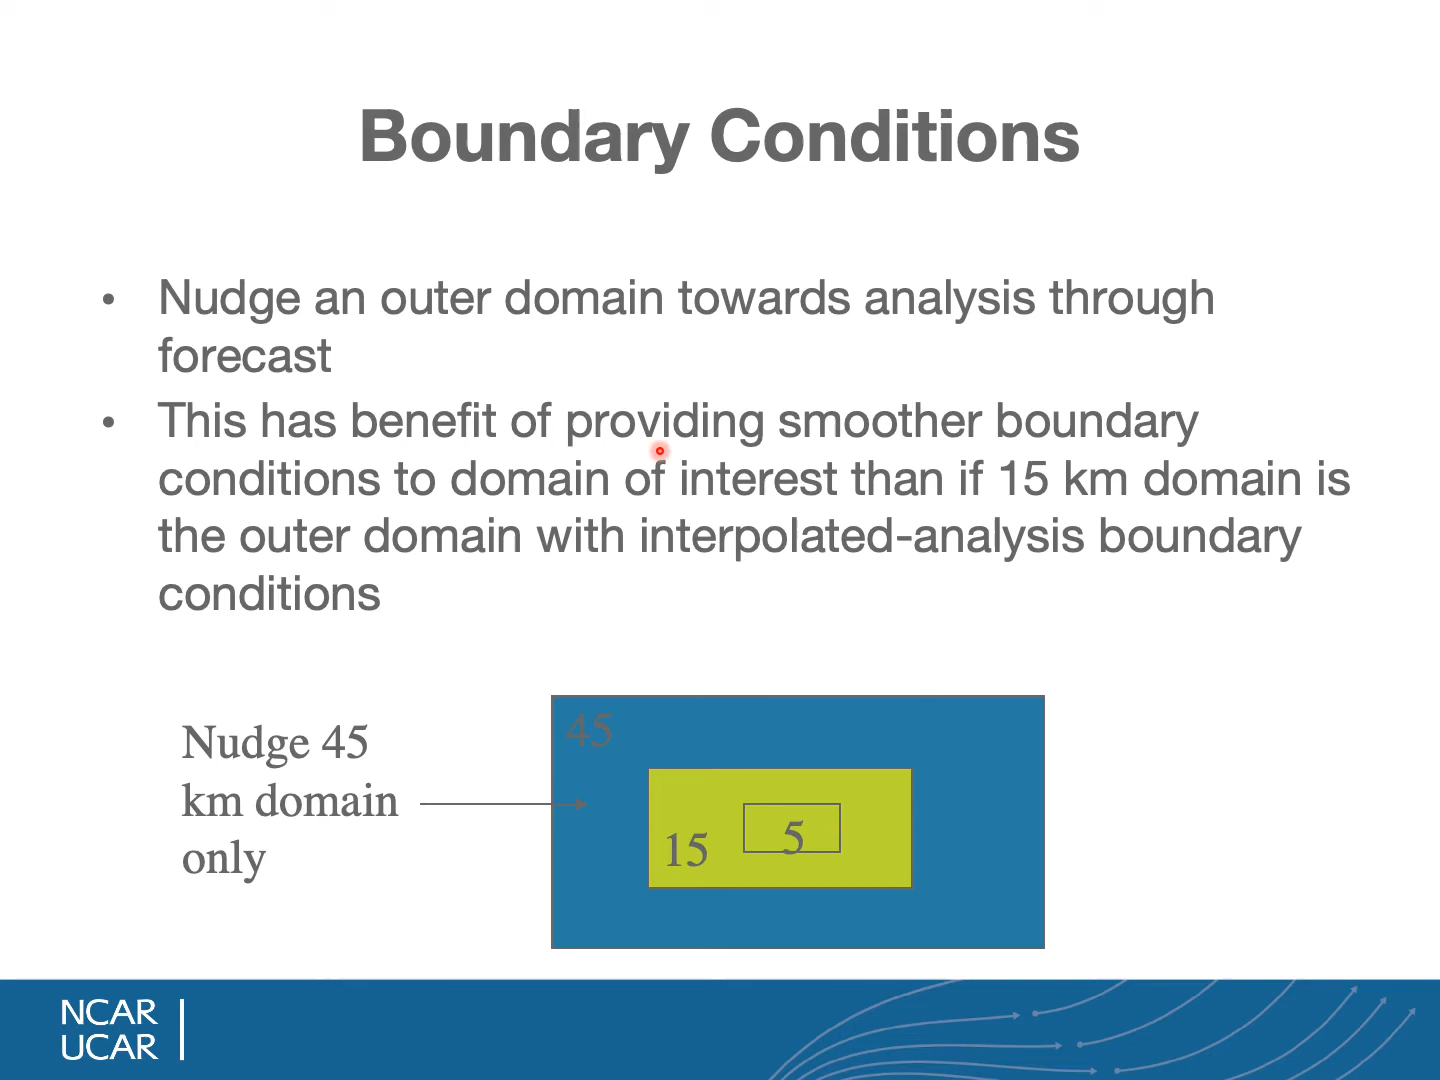 Boundary Conditions
• Nudge an outer domain towards analysis through
forecast
• This has benefit of providing smoother boundary
conditions to domain of interest than if 15 km domain is
the outer domain with interpolated-analysis boundary
conditions
Nudge 45
km domain
only
45
15
5
NCAR
UCAR